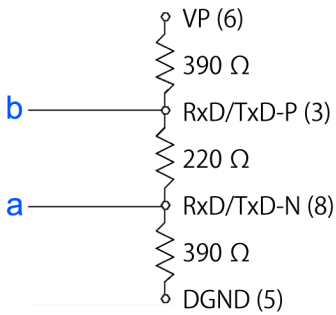 VP (6)
390 Ω
b
RxD/TxD-P (3)
220 Ω
a
RxD/TxD-N (8)
390 Ω
DGND (5)